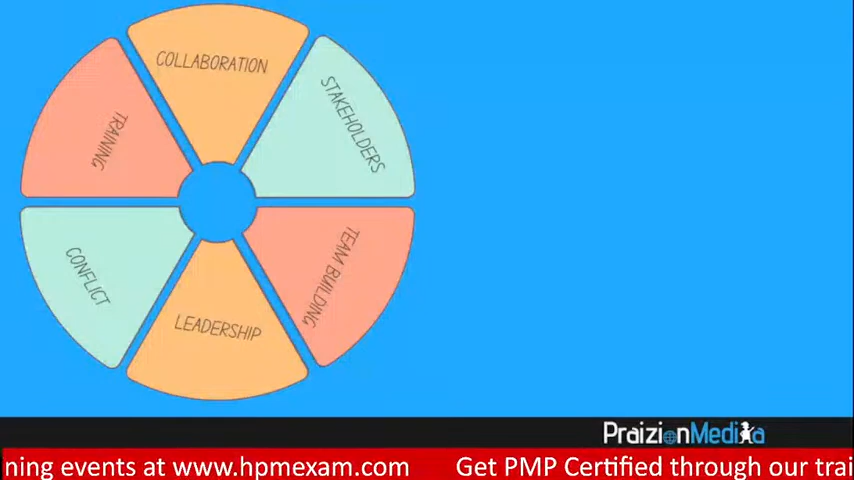 COLLABORATION
STAKEHOLDERS
TRAINING
TEAM BUILDING
CONFLICT
LEADERSHIP
PraizionMedia
ning events at www.hpmexam.com Get PMP Certified through our trai